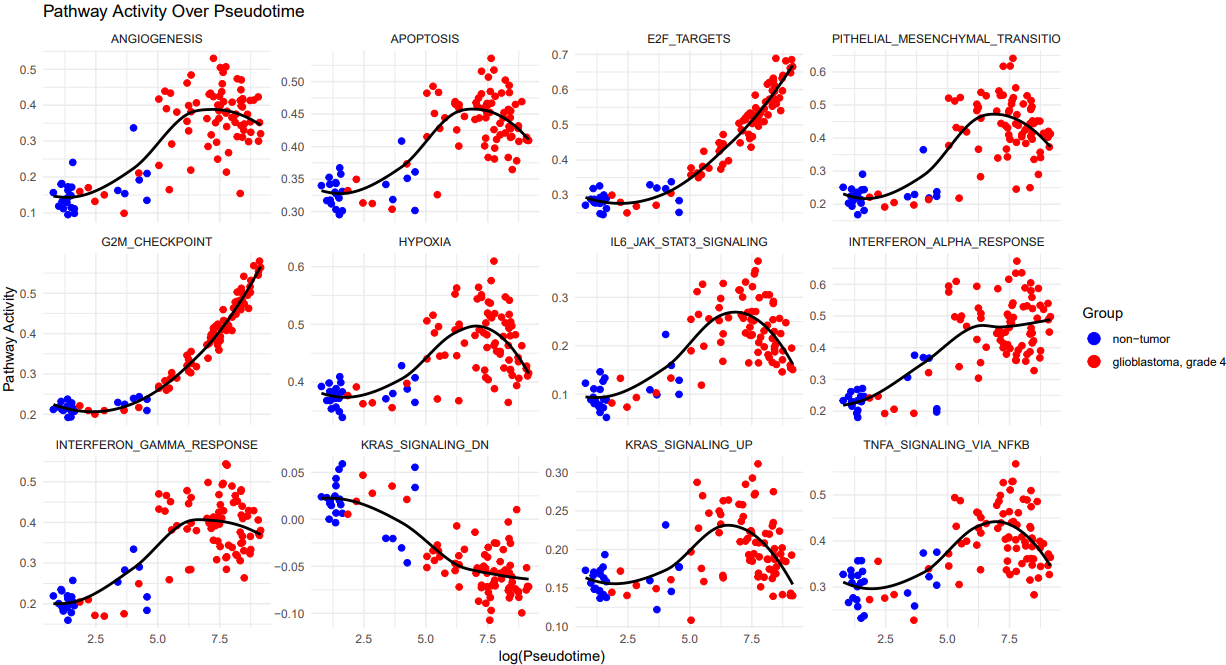 Pathway Activity Over Pseudotime
ANGIOGENESIS
APOPTOSIS
E2F_TARGETS
PITHELIAL_MESENCHYMAL_TRANSITIO
0.5
0.4
0.3
0.2
0.1
0.50
0.45
0.40
0.35
0.30
0.7
0.6
0.5
0.4
0.3
0.6
0.5
0.4
0.3
0.2
G2M_CHECKPOINT
HYPOXIA
IL6_JAK_STAT3_SIGNALING
INTERFERON_ALPHA_RESPONSE
0.5
0.4
0.3
0.2
0.6
0.5
0.4
0.3
0.2
0.1
0.6
0.5
0.4
0.3
0.2
INTERFERON_GAMMA_RESPONSE
KRAS_SIGNALING_DN
KRAS_SIGNALING_UP
TNFA_SIGNALING_VIA_NFKB
0.5
0.4
0.3
0.2
0.05
0.00
−0.05
−0.10
0.30
0.25
0.20
0.15
0.10
0.5
0.4
0.3
2.5 5.0 7.5
2.5 5.0 7.5
2.5 5.0 7.5
2.5 5.0 7.5
log(Pseudotime)
Pathway Activity
Group
non−tumor
glioblastoma, grade 4